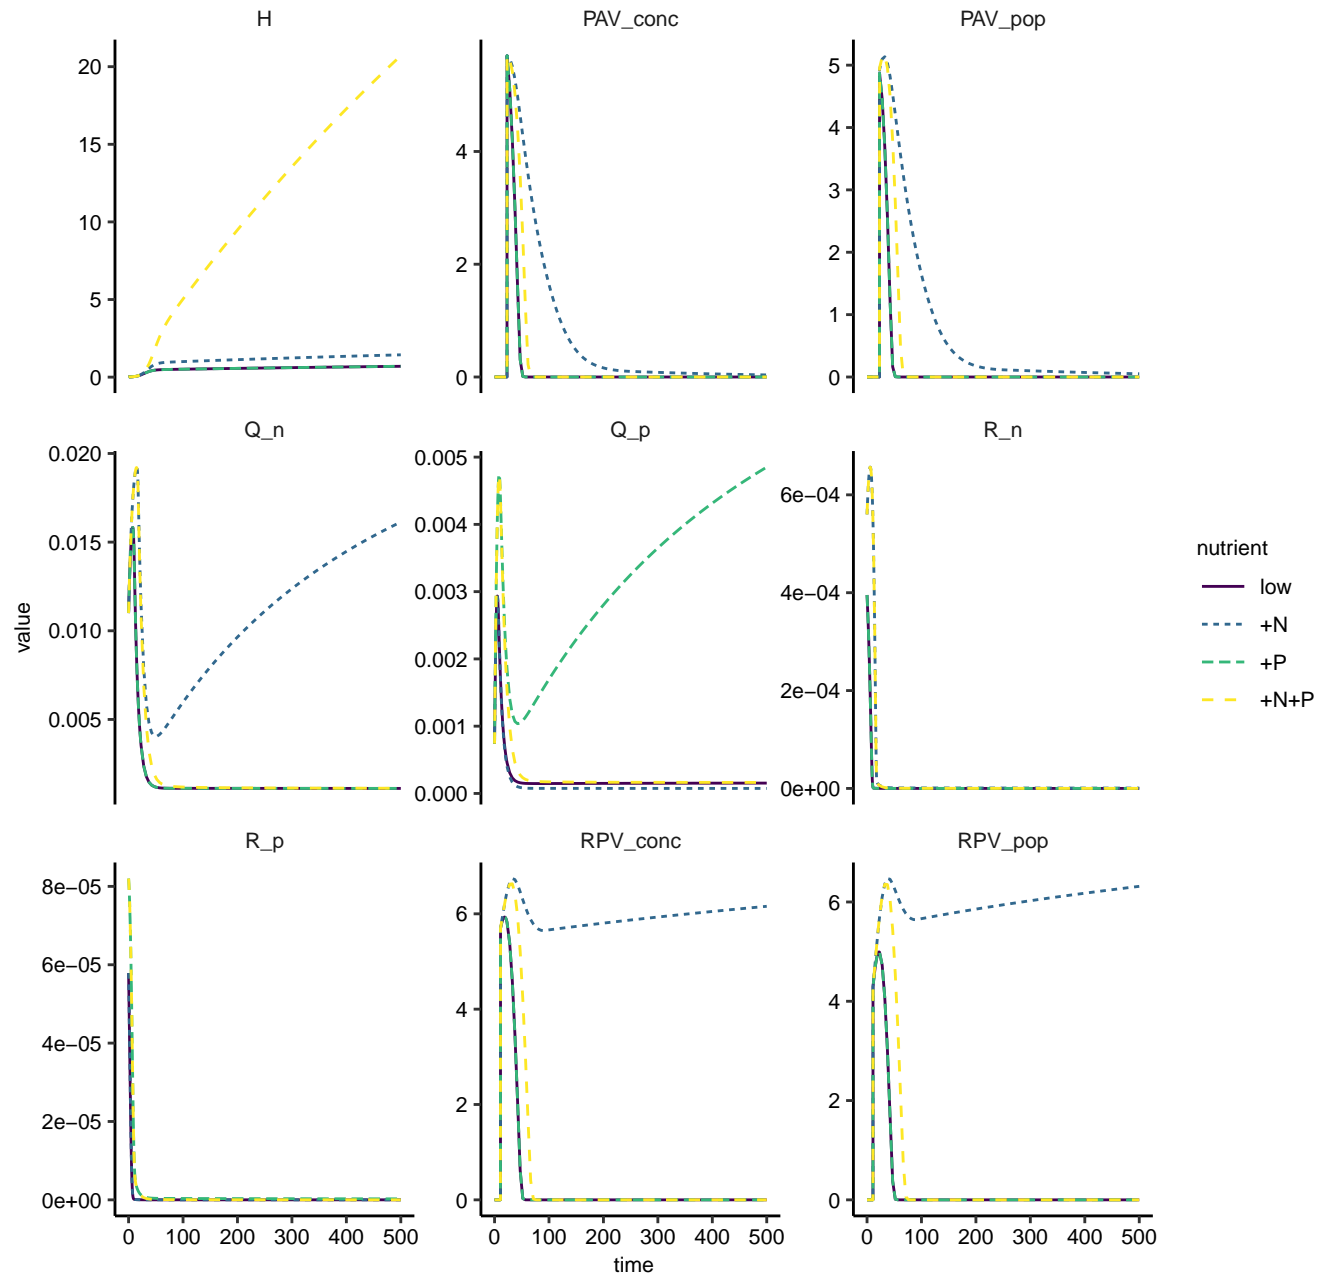 H
PAV_conc
PAV_pop
20
15
10
5
0
4
2
0
5
4
3
2
1
0
Q_n
Q_p
R_n
0.020
0.015
0.010
0.005
0.005
0.004
0.003
0.002
0.001
0.000
6e−04
4e−04
2e−04
0e+00
value
nutrient
low
+N
+P
+N+P
R_p
RPV_conc
RPV_pop
8e−05
6e−05
4e−05
2e−05
0e+00
6
4
2
0
6
4
2
0
0 100 200 300 400 500
0 100 200 300 400 500
0 100 200 300 400 500
time